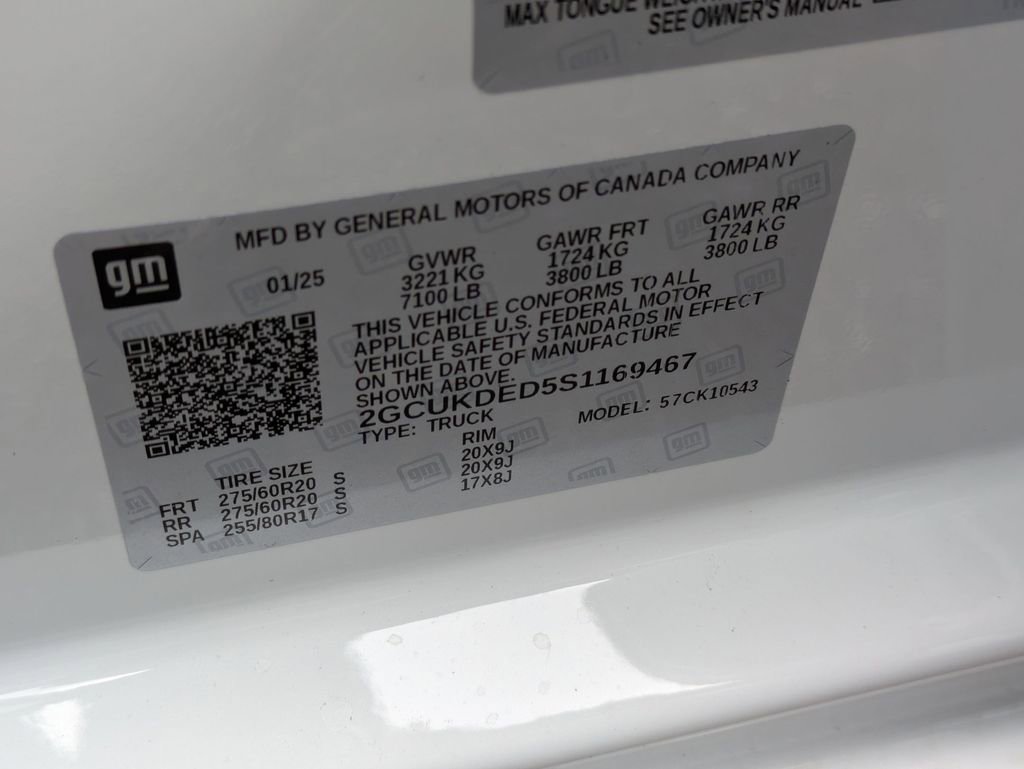 MAX TONGUE WEIGHT
SEE OWNER'S MANUAL
MFD BY GENERAL MOTORS OF CANADA COMPANY
gm
01/25
GVWR
3221 KG
7100 LB
GAWR FRT
1724 KG
3800 LB
GAWR RR
1724 KG
3800 LB
THIS VEHICLE CONFORMS TO ALL
APPLICABLE U.S. FEDERAL MOTOR
VEHICLE SAFETY STANDARDS IN EFFECT
ON THE DATE OF MANUFACTURE
SHOWN ABOVE.
2GCUKDED5S1169467
TYPE: TRUCK
MODEL: 57CK10543
TIRE SIZE
RIM
FRT 275/60R20 S 20X9J
RR 275/60R20 S 20X9J
SPA 255/80R17 S 17X8J